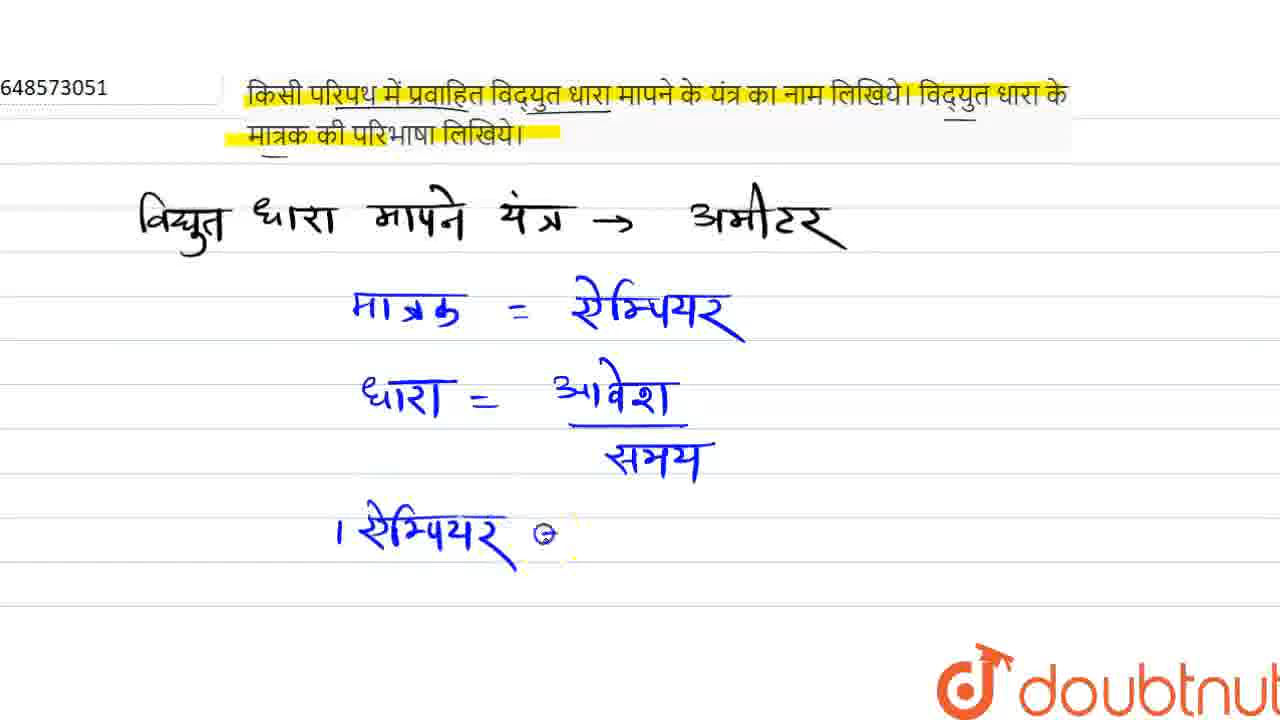 648573051
किसी परिपथ में प्रवाहित विद्युत धारा मापने के यंत्र का नाम लिखिये। विद्युत धारा के
मात्रक की परिभाषा लिखिये।
विद्युत धारा मापने यंत्र → अमीटर
मात्रक = ऐम्पियर
धारा = आवेश
समय
1 ऐम्पियर =
doubtnut